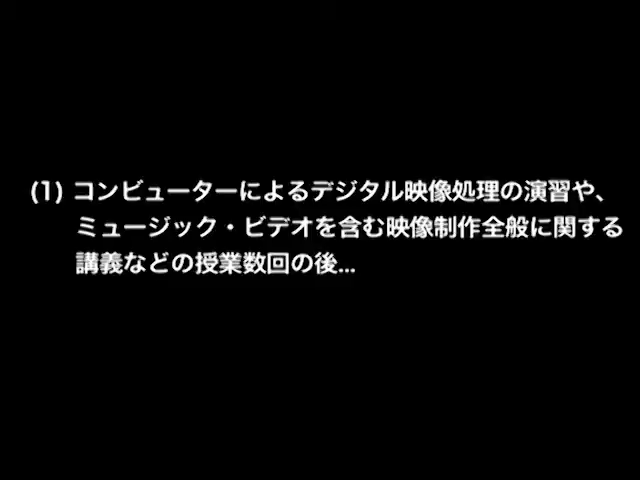 (1) コンピューターによるデジタル映像処理の演習や、
ミュージック・ビデオを含む映像制作全般に関する
講義などの授業数回の後...